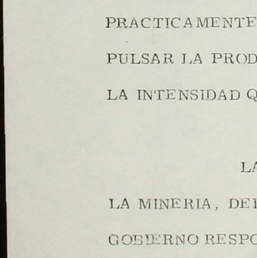 PRACTICAMENTE
PULSAR LA PROD
LA INTENSIDAD Q
LA
LA MINERIA, DE
GOBIERNO RESPO